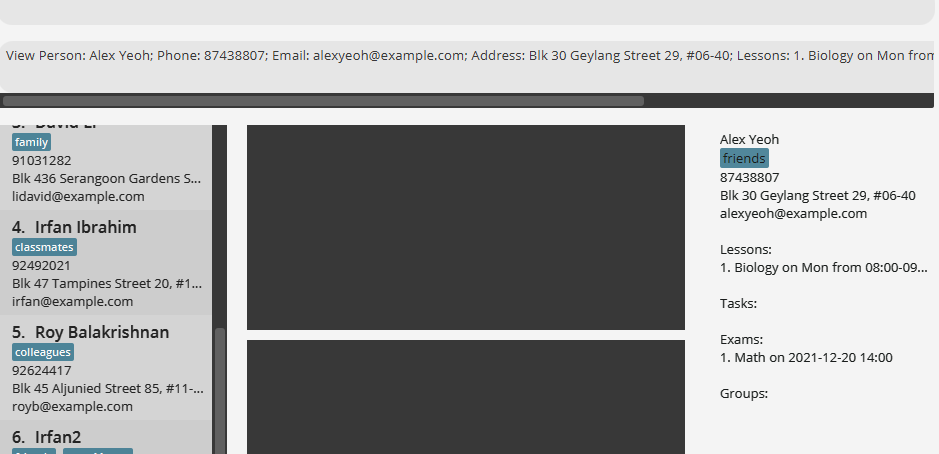 View Person: Alex Yeoh; Phone: 87438807; Email: alexyeoh@example.com; Address: Blk 30 Geylang Street 29, #06-40; Lessons: 1. Biology on Mon from
3. David Li
family
91031282
Blk 436 Serangoon Gardens S...
lidavid@example.com
4. Irfan Ibrahim
classmates
92492021
Blk 47 Tampines Street 20, #1...
irfan@example.com
5. Roy Balakrishnan
colleagues
92624417
Blk 45 Aljunied Street 85, #11-...
royb@example.com
6. Irfan2
Alex Yeoh
friends
87438807
Blk 30 Geylang Street 29, #06-40
alexyeoh@example.com
Lessons:
1. Biology on Mon from 08:00-09...
Tasks:
Exams:
1. Math on 2021-12-20 14:00
Groups: